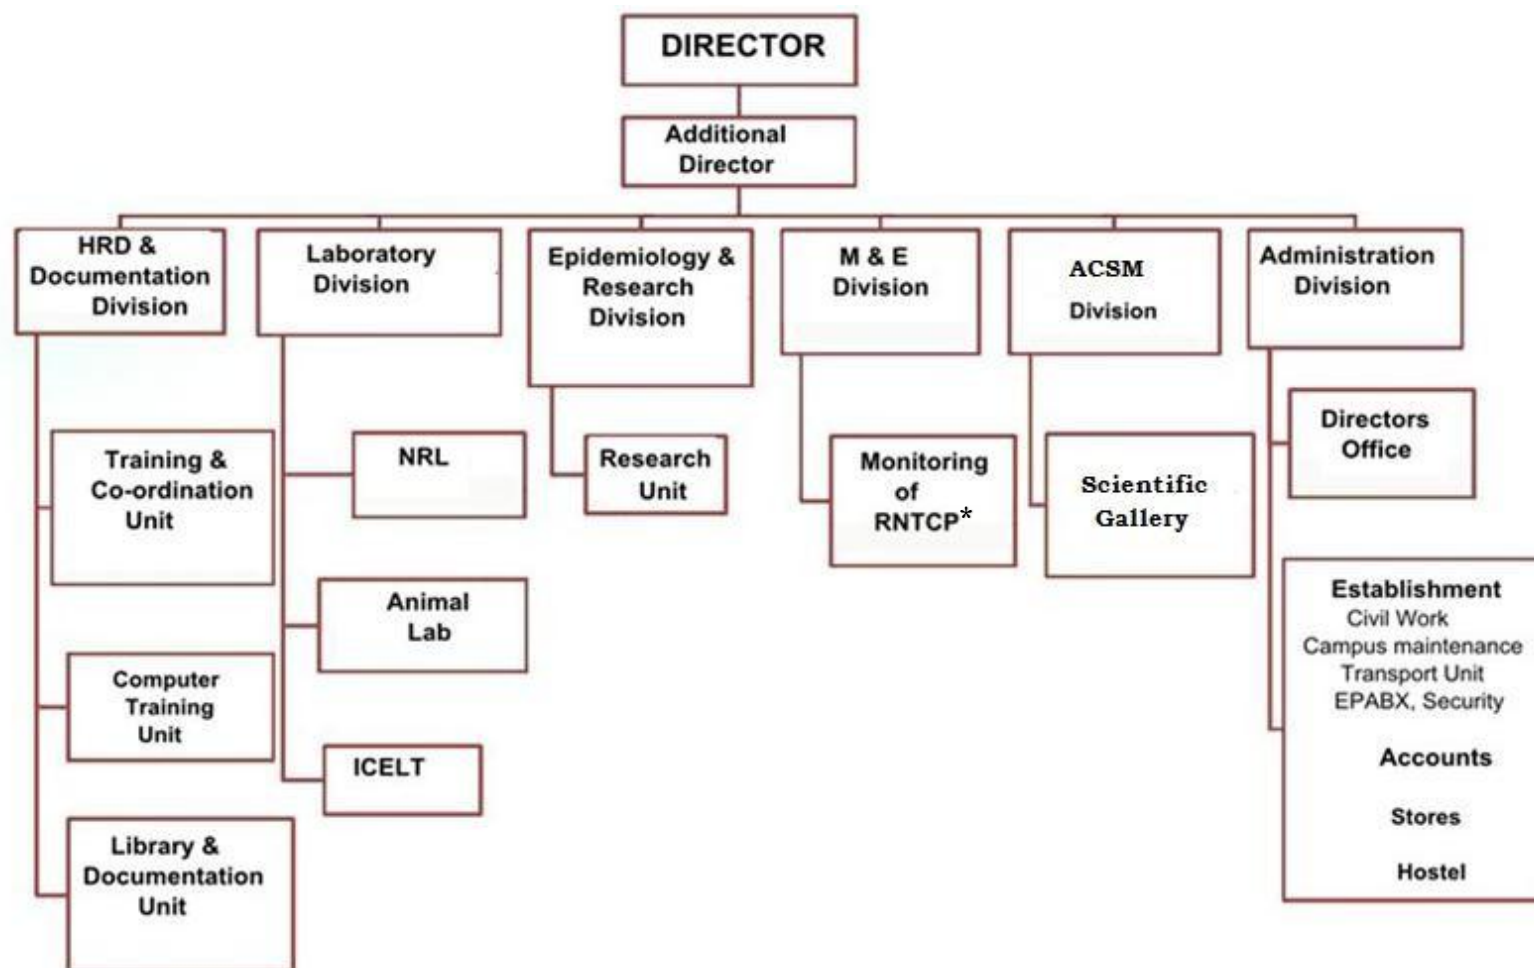 DIRECTOR
Additional
Director
HRD &
Documentation
Division
Laboratory
Division
Epidemiology &
Research
Division
M & E
Division
ACSM
Division
Administration
Division
Training &
Co-ordination
Unit
Computer
Training
Unit
Library &
Documentation
Unit
NRL
Animal
Lab
ICELT
Research
Unit
Monitoring
of
RNTCP*
Scientific
Gallery
Directors
Office
Establishment
Civil Work
Campus maintenance
Transport Unit
EPABX, Security
Accounts
Stores
Hostel